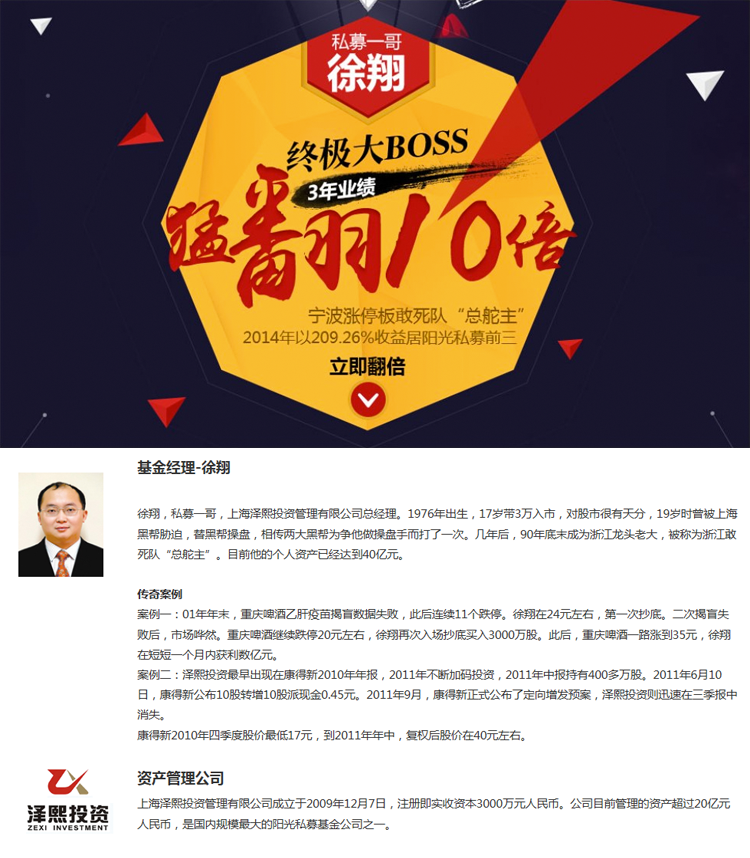 私募一哥
徐翔
终极大BOSS
3年业绩
猛翻10倍
宁波涨停板敢死队“总舵主”
2014年以209.26%收益居阳光私募前三
立即翻倍
基金经理-徐翔
徐翔，私募一哥，上海泽熙投资管理有限公司总经理。1976年出生，17岁带3万入市，对股市很有天分，19岁时曾被上海
黑帮胁迫，替黑帮操盘，相传两大黑帮为争他做操盘手而打了一次。几年后，90年底末成为浙江龙头老大，被称为浙江敢
死队“总舵主”。目前他的个人资产已经达到40亿元。
传奇案例
案例一：01年年末，重庆啤酒乙肝疫苗揭盲数据失败，此后连续11个跌停。徐翔在24元左右，第一次抄底。二次揭盲失
败后，市场哗然。重庆啤酒继续跌停20元左右，徐翔再次入场抄底买入3000万股。此后，重庆啤酒一路涨到35元，徐翔
在短短一个月内获利数亿元。
案例二：泽熙投资最早出现在康得新2010年年报，2011年不断加码投资，2011年中报持有400多万股。2011年6月10
日，康得新公布10股转增10股派现金0.45元。2011年9月，康得新正式公布了定向增发预案，泽熙投资则迅速在三季报中
消失。
康得新2010年四季度股价最低17元，到2011年年中，复权后股价在40元左右。
资产管理公司
上海泽熙投资管理有限公司成立于2009年12月7日，注册即实收资本3000万元人民币。公司目前管理的资产超过20亿元
人民币，是国内规模最大的阳光私募基金公司之一。
泽熙投资
ZEXI INVESTMENT